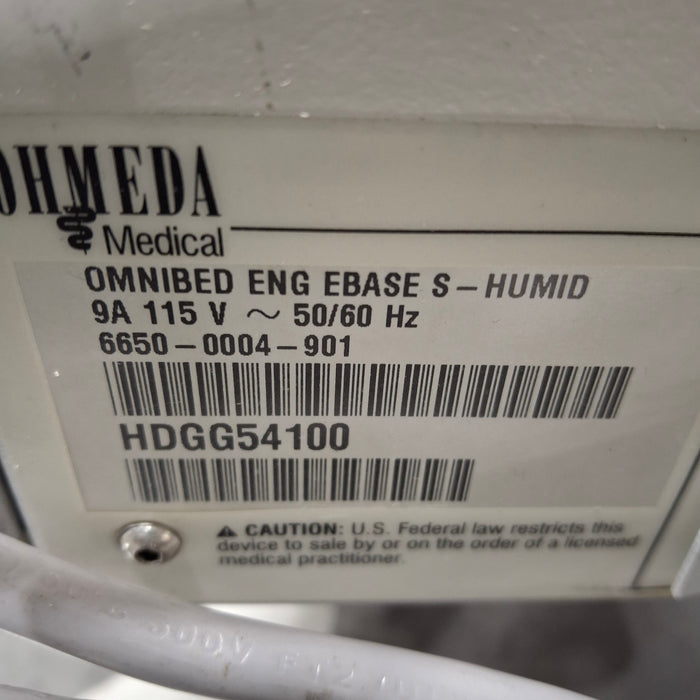 OHMEDA
Medical
OMNIBED ENG EBASE S-HUMID
9A 115 V ~ 50/60 Hz
6650-0004-901
HDGG54100
⚠ CAUTION: U.S. Federal law restricts this
device to sale by or on the order of a licensed
medical practitioner.
300V